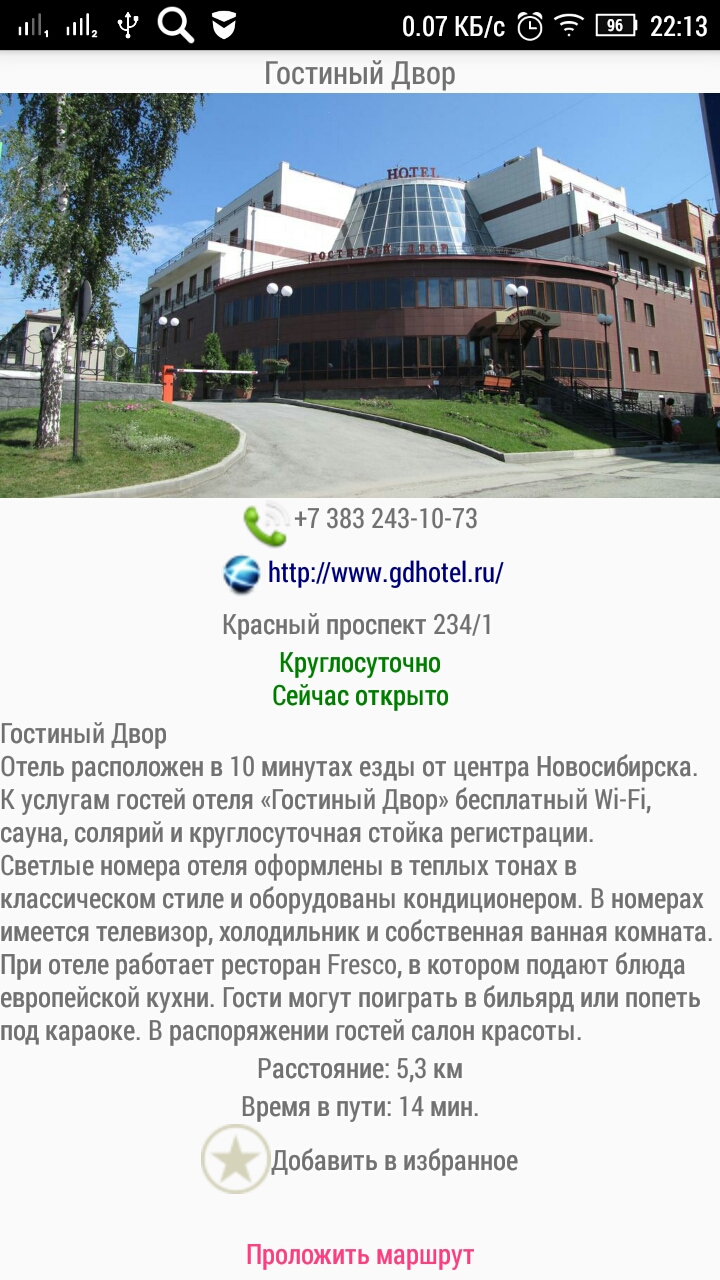 0.07 КБ/с 96 22:13
Гостиный Двор
HOTEL
ГОСТИНЫЙ ДВОР
+7 383 243-10-73
http://www.gdhotel.ru/
Красный проспект 234/1
Круглосуточно
Сейчас открыто
Гостиный Двор
Отель расположен в 10 минутах езды от центра Новосибирска.
К услугам гостей отеля «Гостиный Двор» бесплатный Wi-Fi,
сауна, солярий и круглосуточная стойка регистрации.
Светлые номера отеля оформлены в теплых тонах в
классическом стиле и оборудованы кондиционером. В номерах
имеется телевизор, холодильник и собственная ванная комната.
При отеле работает ресторан Fresco, в котором подают блюда
европейской кухни. Гости могут поиграть в бильярд или попеть
под караоке. В распоряжении гостей салон красоты.
Расстояние: 5,3 км
Время в пути: 14 мин.
Добавить в избранное
Проложить маршрут